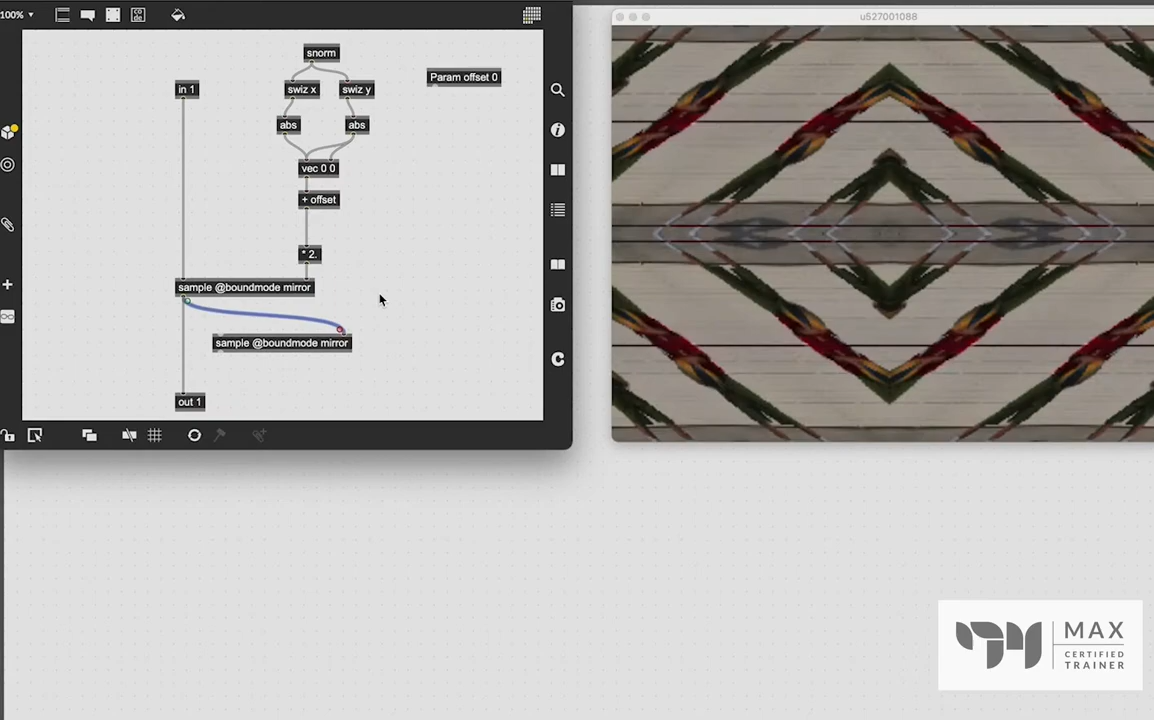 100%
u527001088
snorm
Param offset 0
in 1
swiz x
swiz y
abs
abs
vec 0 0
+ offset
* 2.
sample @boundmode mirror
sample @boundmode mirror
out 1
MAX
CERTIFIED
TRAINER